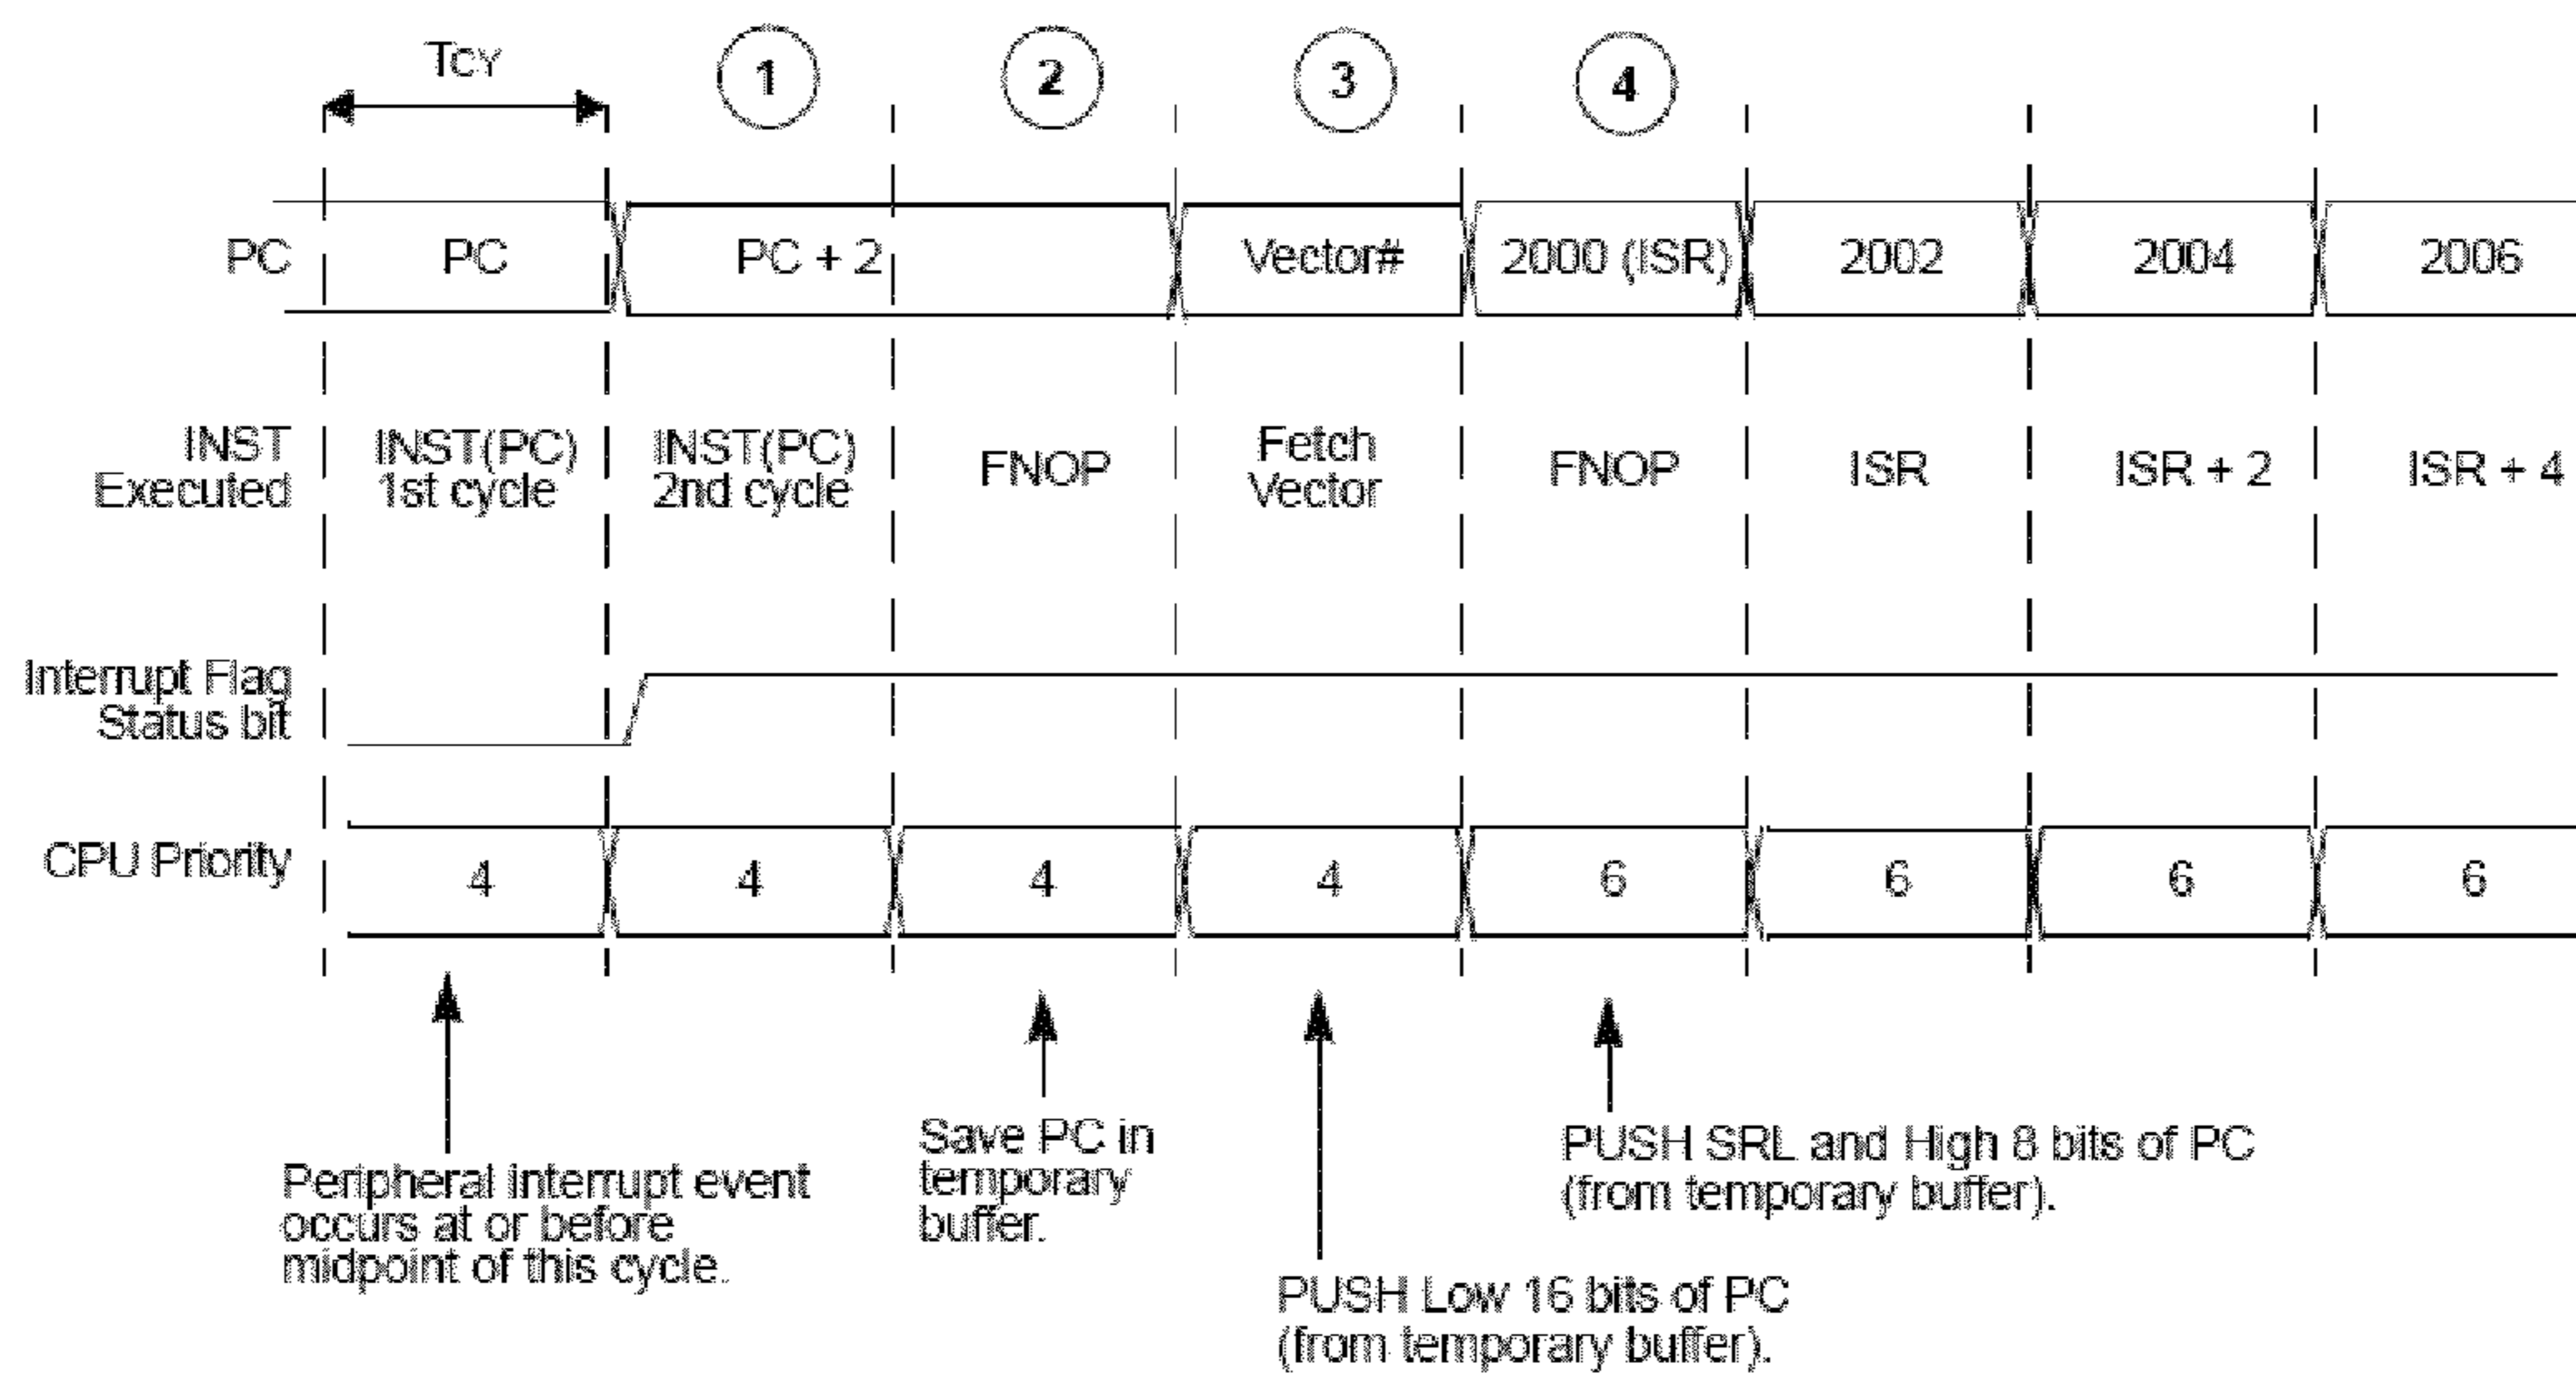 TCY
1
2
3
4
PC
PC
PC + 2
Vector#
2000 (ISR)
2002
2004
2006
INST
Executed
INST(PC)
1st cycle
INST(PC)
2nd cycle
FNOP
Fetch
Vector
FNOP
ISR
ISR + 2
ISR + 4
Interrupt Flag
Status bit
CPU Priority
4
4
4
4
6
6
6
6
Peripheral interrupt event
occurs at or before
midpoint of this cycle.
Save PC in
temporary
buffer.
PUSH Low 16 bits of PC
(from temporary buffer).
PUSH SRL and High 8 bits of PC
(from temporary buffer).